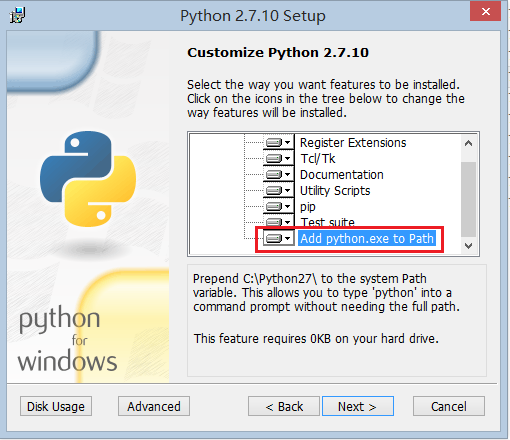 Python 2.7.10 Setup
Customize Python 2.7.10
Select the way you want features to be installed.
Click on the icons in the tree below to change the
way features will be installed.
Register Extensions
Tcl/Tk
Documentation
Utility Scripts
pip
Test suite
Add python.exe to Path
Prepend C:\Python27\ to the system Path
variable. This allows you to type 'python' into a
command prompt without needing the full path.
This feature requires 0KB on your hard drive.
python
for
windows
Disk Usage
Advanced
< Back
Next >
Cancel